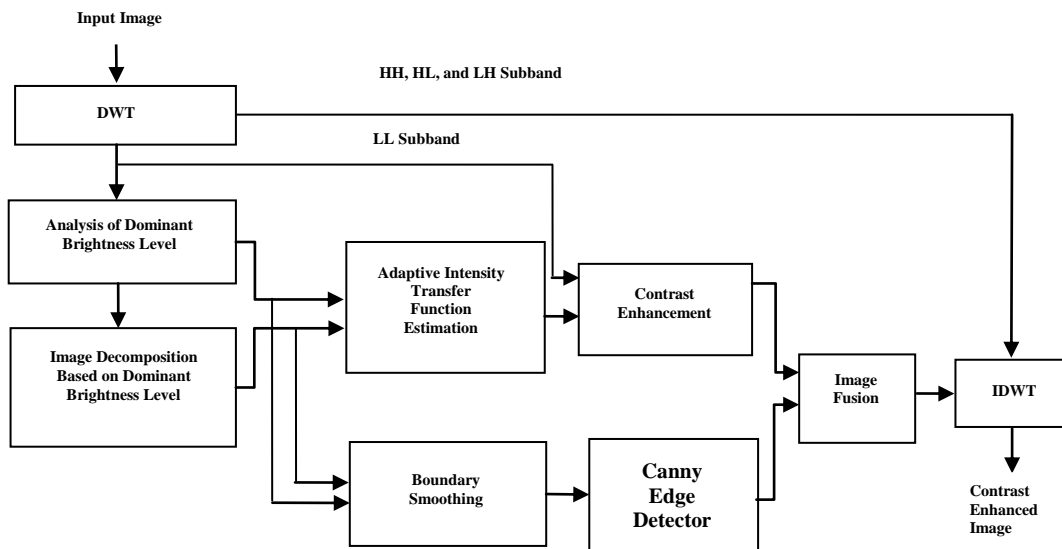 Input Image
HH, HL, and LH Subband
DWT
LL Subband
Analysis of Dominant
Brightness Level
Adaptive Intensity
Transfer
Function
Estimation
Contrast
Enhancement
Image Decomposition
Based on Dominant
Brightness Level
Image
Fusion
IDWT
Boundary
Smoothing
Canny
Edge
Detector
Contrast
Enhanced
Image